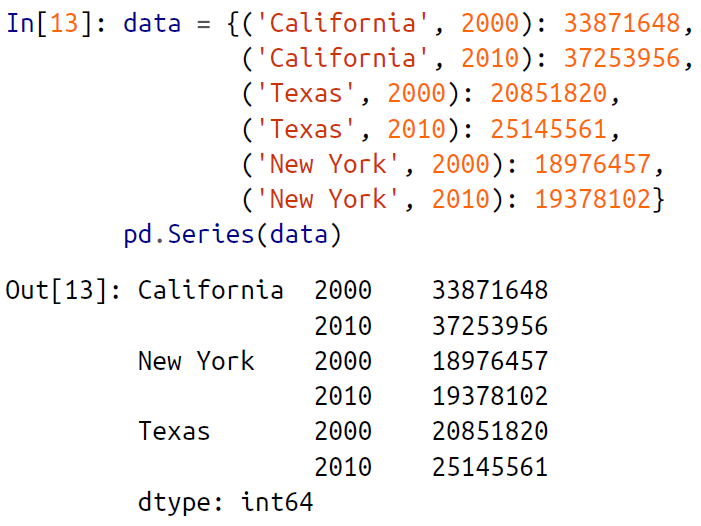 In[13]: data = {('California', 2000): 33871648,
                ('California', 2010): 37253956,
                ('Texas', 2000): 20851820,
                ('Texas', 2010): 25145561,
                ('New York', 2000): 18976457,
                ('New York', 2010): 19378102}
        pd.Series(data)
Out[13]: California  2000    33871648
                     2010    37253956
         New York    2000    18976457
                     2010    19378102
         Texas       2000    20851820
                     2010    25145561
         dtype: int64